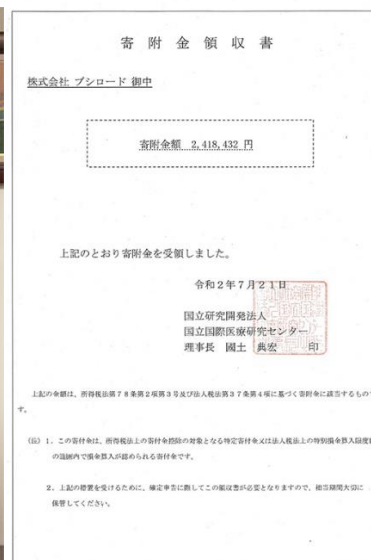 寄 附 金 領 収 書
株式会社 ブシロード 御中
寄附金額 2,418,432 円
上記のとおり寄附金を受領しました。
令和2年7月21日
国立研究開発法人
国立国際医療研究センター
理事長 國土 典宏 印
上記の金額は、所得税法第78条第2項第3号及び法人税法第37条第4項に基づく寄附金に該当するもので
す。
(注) 1、この寄付金は、所得税法上の寄付金控除の対象となる特定寄付金又は法人税法上の特別損金算入限度額
の範囲内で損金算入が認められる寄付金です。
2、上記の措置を受けるために、確定申告に際してこの領収書が必要となりますので、相当期間大切に
保管してください。